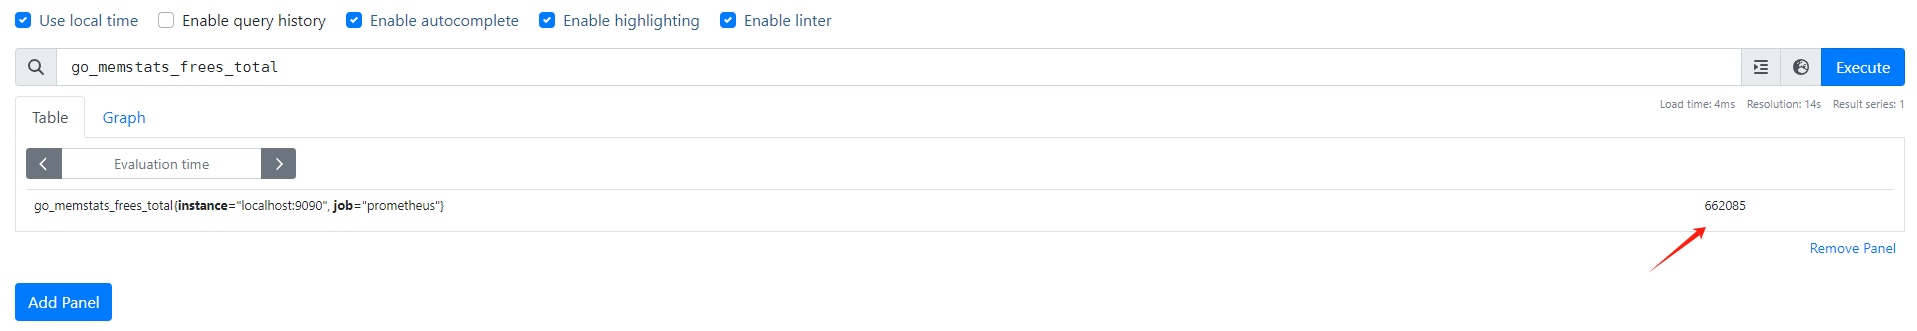 Use local time Enable query history Enable autocomplete Enable highlighting Enable linter
go_memstats_frees_total Execute
Table Graph Load time: 4ms Resolution: 14s Result series: 1
Evaluation time
go_memstats_frees_total{instance="localhost:9090", job="prometheus"} 662085
Remove Panel
Add Panel